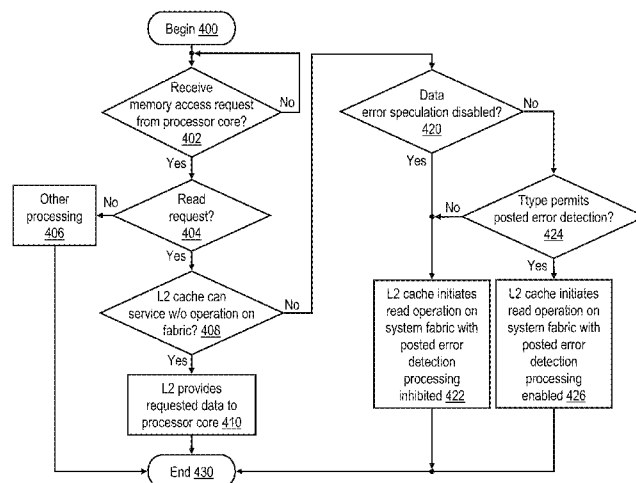 Begin 400
Receive
memory access request
from processor core?
402
No
Yes
Read
request?
404
No
Other
processing
406
Yes
L2 cache can
service w/o operation on
fabric? 408
No
Yes
L2 provides
requested data to
processor core 410
End 430
Data
error speculation disabled?
420
No
Yes
Ttype permits
posted error detection?
424
No
Yes
L2 cache initiates
read operation on
system fabric with
posted error
detection
processing
inhibited 422
L2 cache initiates
read operation on
system fabric with
posted error
detection
processing
enabled 426